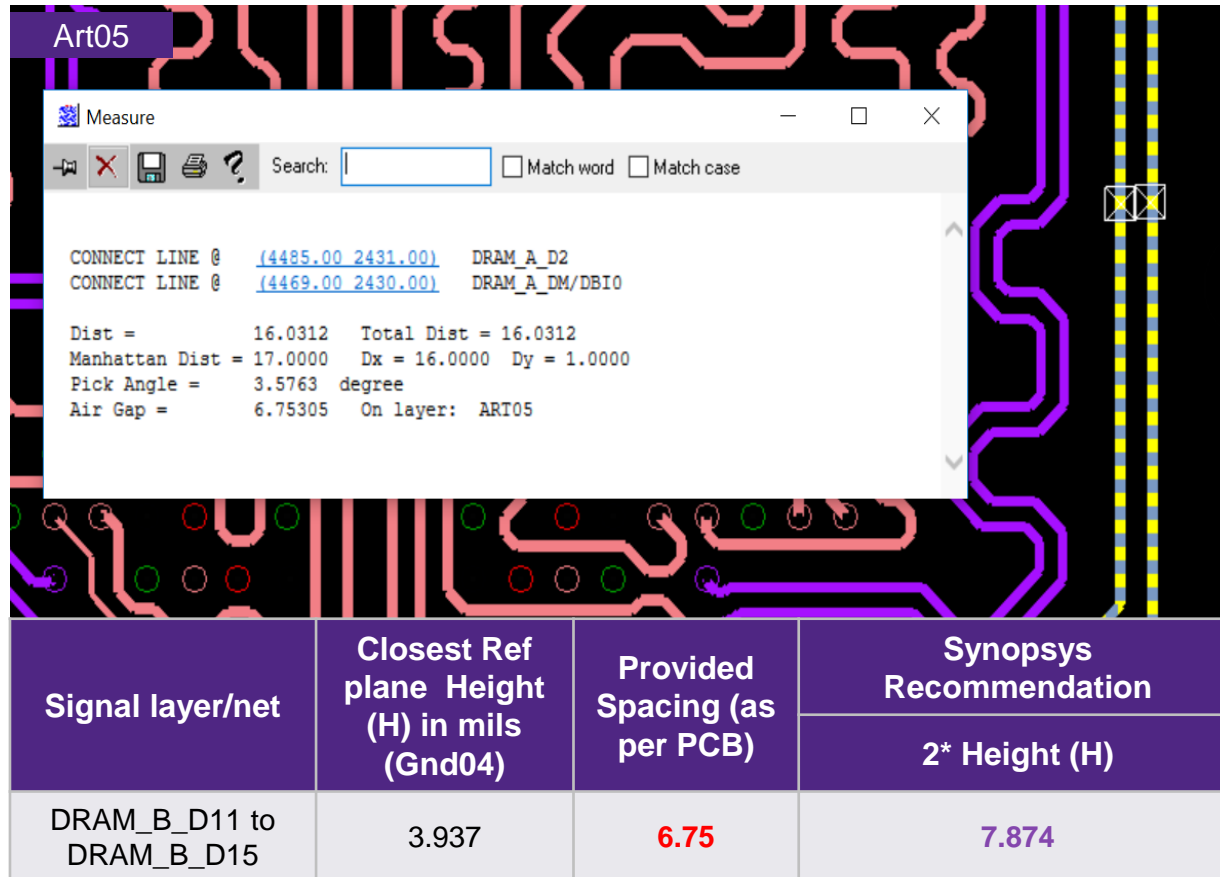 Art05
Measure
Search:
Match word
Match case
CONNECT LINE @ (4485.00 2431.00) DRAM_A_D2
CONNECT LINE @ (4469.00 2430.00) DRAM_A_DM/DBI0
Dist = 16.0312 Total Dist = 16.0312
Manhattan Dist = 17.0000 Dx = 16.0000 Dy = 1.0000
Pick Angle = 3.5763 degree
Air Gap = 6.75305 On layer: ART05
Signal layer/net
Closest Ref
plane Height
(H) in mils
(Gnd04)
Provided
Spacing (as
per PCB)
Synopsys
Recommendation
2* Height (H)
DRAM_B_D11 to
DRAM_B_D15
3.937
6.75
7.874